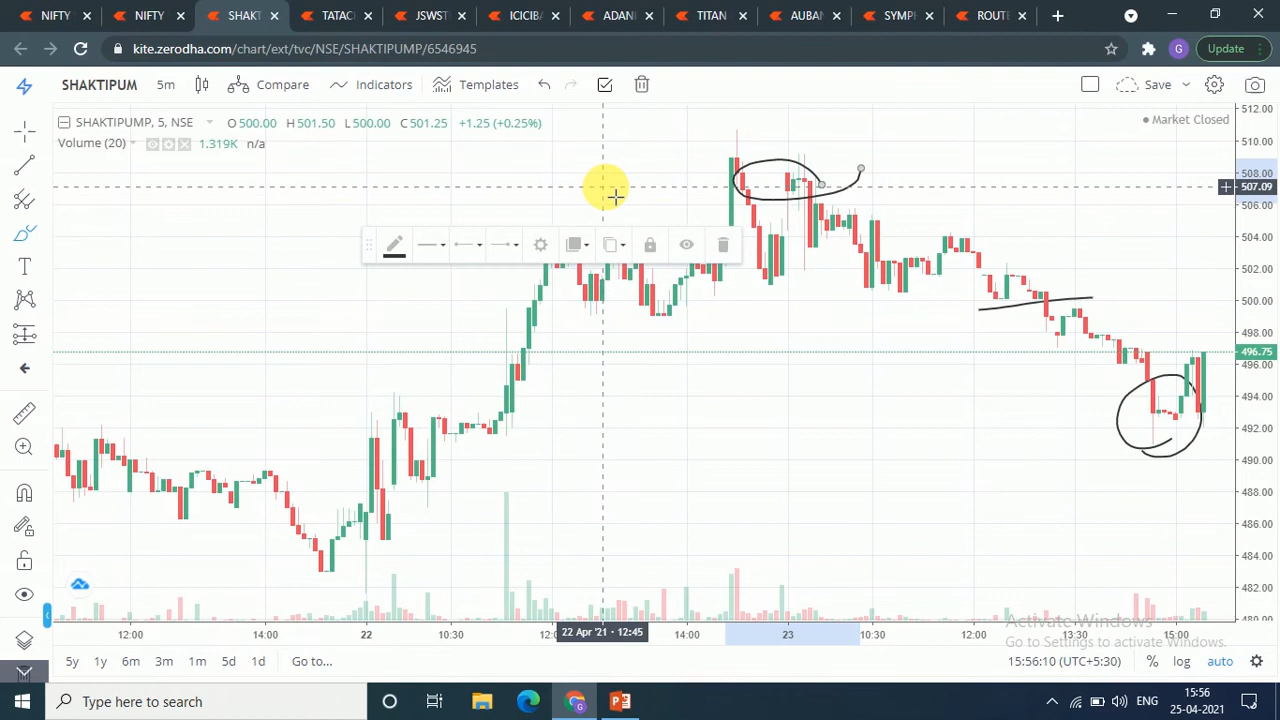 NIFTY
NIFTY
SHAKT
TATACI
JSWST
ICICIBA
ADANI
TITAN
AUBAN
SYMPH
ROUTE
kite.zerodha.com/chart/ext/tvc/NSE/SHAKTIPUMP/6546945
G
Update
SHAKTIPUM
5m
Compare
Indicators
Templates
Save
SHAKTIPUMP, 5, NSE
O500.00 H501.50 L500.00 C501.25 +1.25 (+0.25%)
Market Closed
Volume (20)
1.319K n/a
512.00
510.00
508.00
507.09
506.00
504.00
502.00
500.00
498.00
496.75
496.00
494.00
492.00
490.00
488.00
486.00
484.00
482.00
480.00
12:00
14:00
22
10:30
22 Apr '21 · 12:45
14:00
23
10:30
12:00
13:30
15:00
Activate Windows
Go to Settings to activate Windows.
5y
1y
6m
3m
1m
5d
1d
Go to...
15:56:10 (UTC+5:30)
%
log
auto
Type here to search
ENG
15:56
25-04-2021